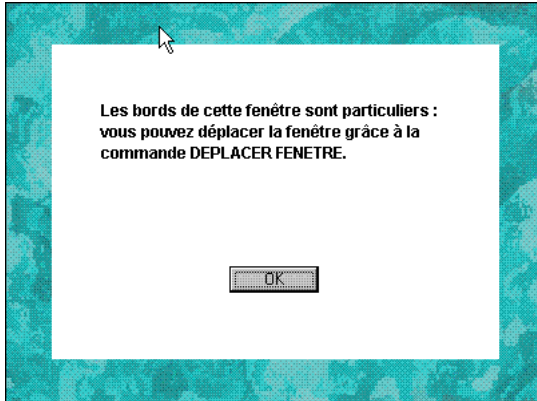 Les bords de cette fenêtre sont particuliers :
vous pouvez déplacer la fenêtre grâce à la
commande DEPLACER FENETRE.
OK